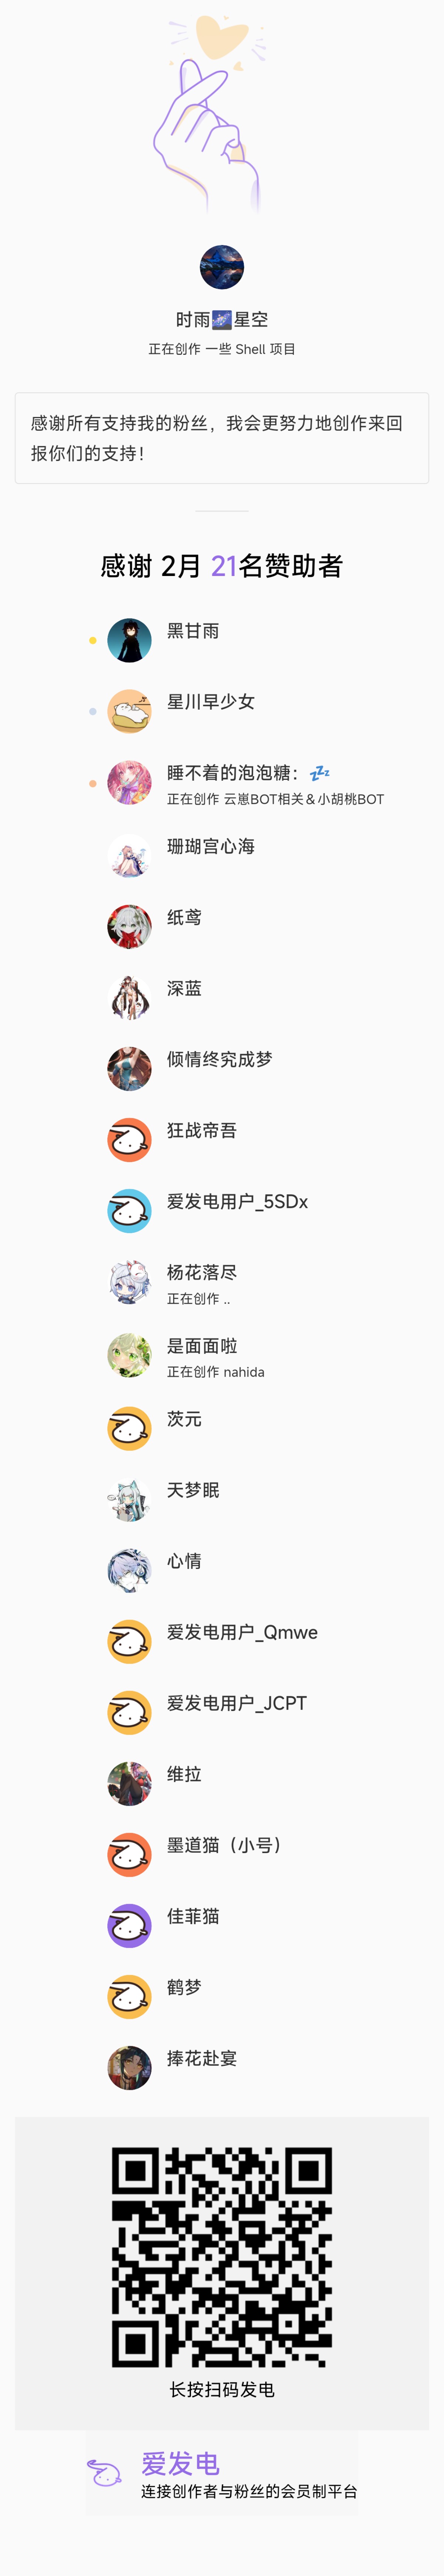 时雨🌌星空
正在创作 一些 Shell 项目
感谢所有支持我的粉丝，我会更努力地创作来回
报你们的支持！
感谢 2月 21名赞助者
黑甘雨
星川早少女
睡不着的泡泡糖：💤
正在创作 云崽BOT相关＆小胡桃BOT
珊瑚宫心海
纸鸢
深蓝
倾情终究成梦
狂战帝吾
爱发电用户_5SDx
杨花落尽
正在创作 ..
是面面啦
正在创作 nahida
茨元
天梦眠
心情
爱发电用户_Qmwe
爱发电用户_JCPT
维拉
墨道猫（小号）
佳菲猫
鹤梦
捧花赴宴
长按扫码发电
爱发电
连接创作者与粉丝的会员制平台